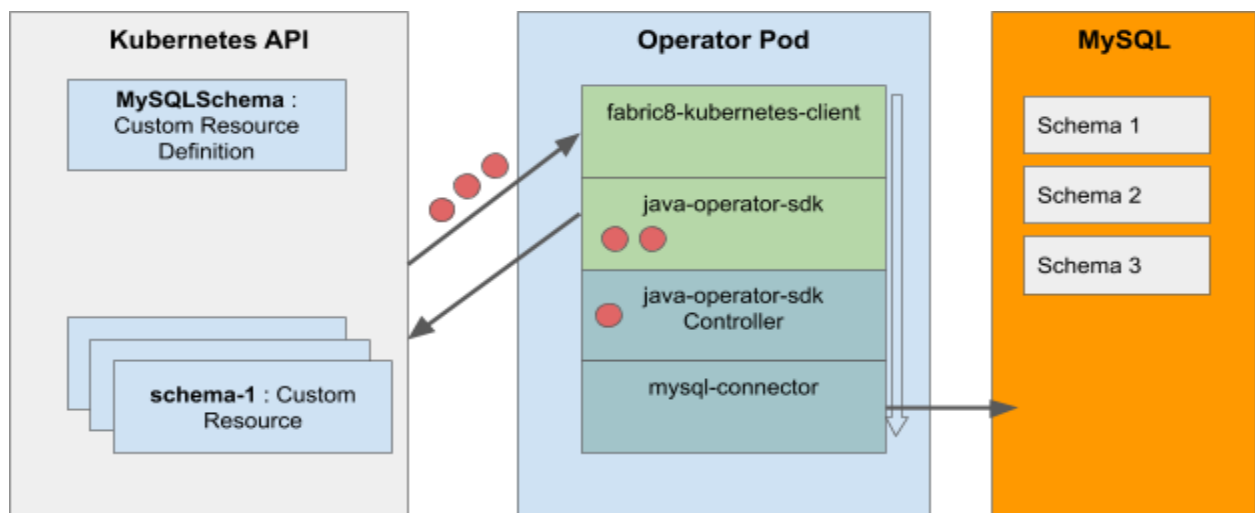 Kubernetes API
MySQLSchema :
Custom Resource
Definition
schema-1 : Custom
Resource
Operator Pod
fabric8-kubernetes-client
java-operator-sdk
java-operator-sdk
Controller
mysql-connector
MySQL
Schema 1
Schema 2
Schema 3